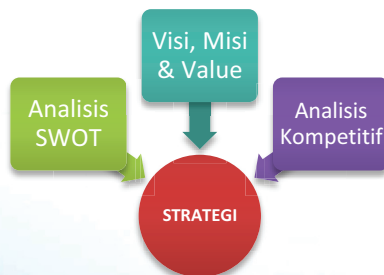 Visi, Misi
& Value
Analisis
SWOT
Analisis
Kompetitif
STRATEGI